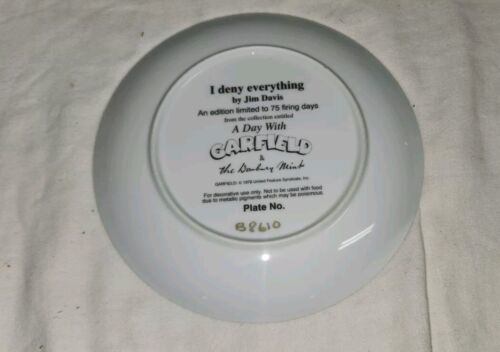 I deny everything
by Jim Davis
An edition limited to 75 firing days
from the collection entitled
A Day With
GARFIELD
&
the Danbury Mint
GARFIELD: © 1978 United Feature Syndicate, Inc.
For decorative use only. Not to be used with food
due to metallic pigments which may be poisonous.
Plate No.
B8610